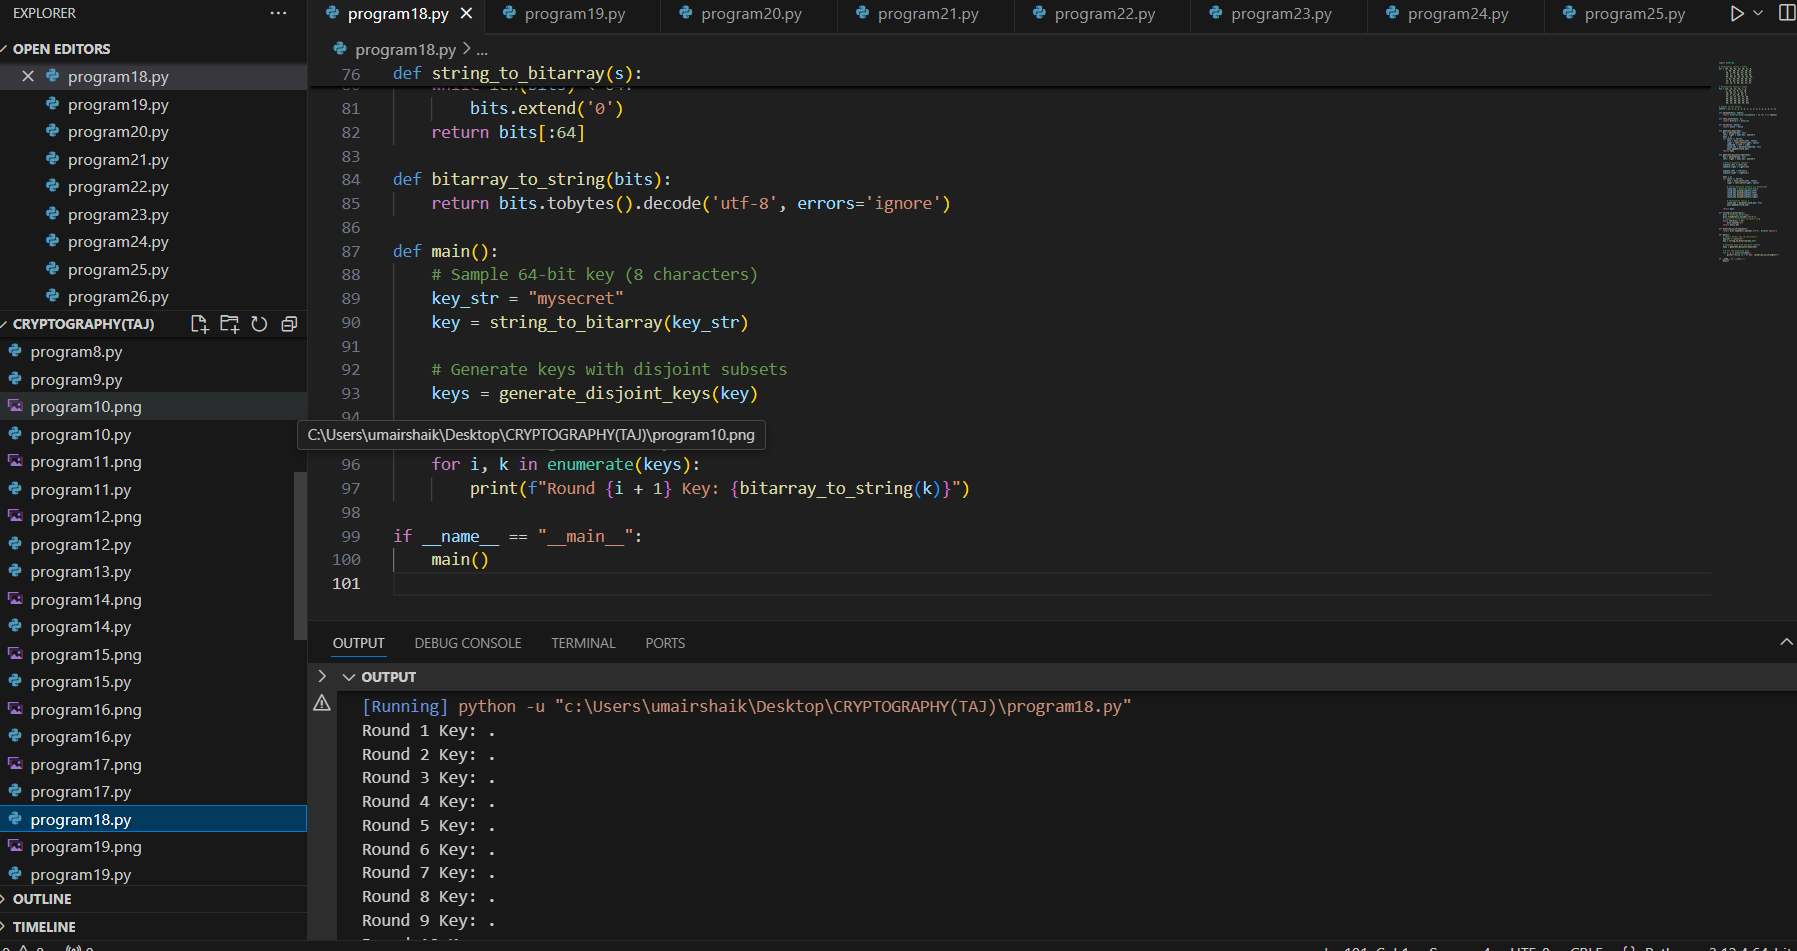 EXPLORER
OPEN EDITORS
program18.py
program19.py
program20.py
program21.py
program22.py
program23.py
program24.py
program25.py
program26.py
CRYPTOGRAPHY(TAJ)
program8.py
program9.py
program10.png
program10.py
program11.png
program11.py
program12.png
program12.py
program13.py
program14.png
program14.py
program15.png
program15.py
program16.png
program16.py
program17.png
program17.py
program18.py
program19.png
program19.py
OUTLINE
TIMELINE
program18.py program19.py program20.py program21.py program22.py program23.py program24.py program25.py
program18.py > ...
76 def string_to_bitarray(s):
81 bits.extend('0')
82 return bits[:64]
83
84 def bitarray_to_string(bits):
85 return bits.tobytes().decode('utf-8', errors='ignore')
86
87 def main():
88 # Sample 64-bit key (8 characters)
89 key_str = "mysecret"
90 key = string_to_bitarray(key_str)
91
92 # Generate keys with disjoint subsets
93 keys = generate_disjoint_keys(key)
94
C:\Users\umairshaik\Desktop\CRYPTOGRAPHY(TAJ)\program10.png
96 for i, k in enumerate(keys):
97 print(f"Round {i + 1} Key: {bitarray_to_string(k)}")
98
99 if __name__ == "__main__":
100 main()
101
OUTPUT DEBUG CONSOLE TERMINAL PORTS
OUTPUT
[Running] python -u "c:\Users\umairshaik\Desktop\CRYPTOGRAPHY(TAJ)\program18.py"
Round 1 Key: .
Round 2 Key: .
Round 3 Key: .
Round 4 Key: .
Round 5 Key: .
Round 6 Key: .
Round 7 Key: .
Round 8 Key: .
Round 9 Key: .